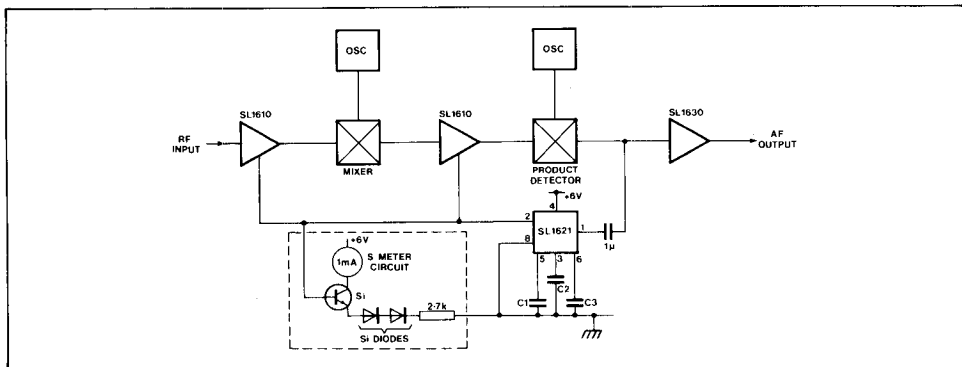 OSC
OSC
SL1610
SL1610
SL1630
RF
INPUT
AF
OUTPUT
MIXER
PRODUCT
DETECTOR
+6V
4
2
SL1621
1
8
1μ
5
3
6
+6V
S METER
CIRCUIT
1mA
C2
C1
C3
Si
2·7k
Si DIODES